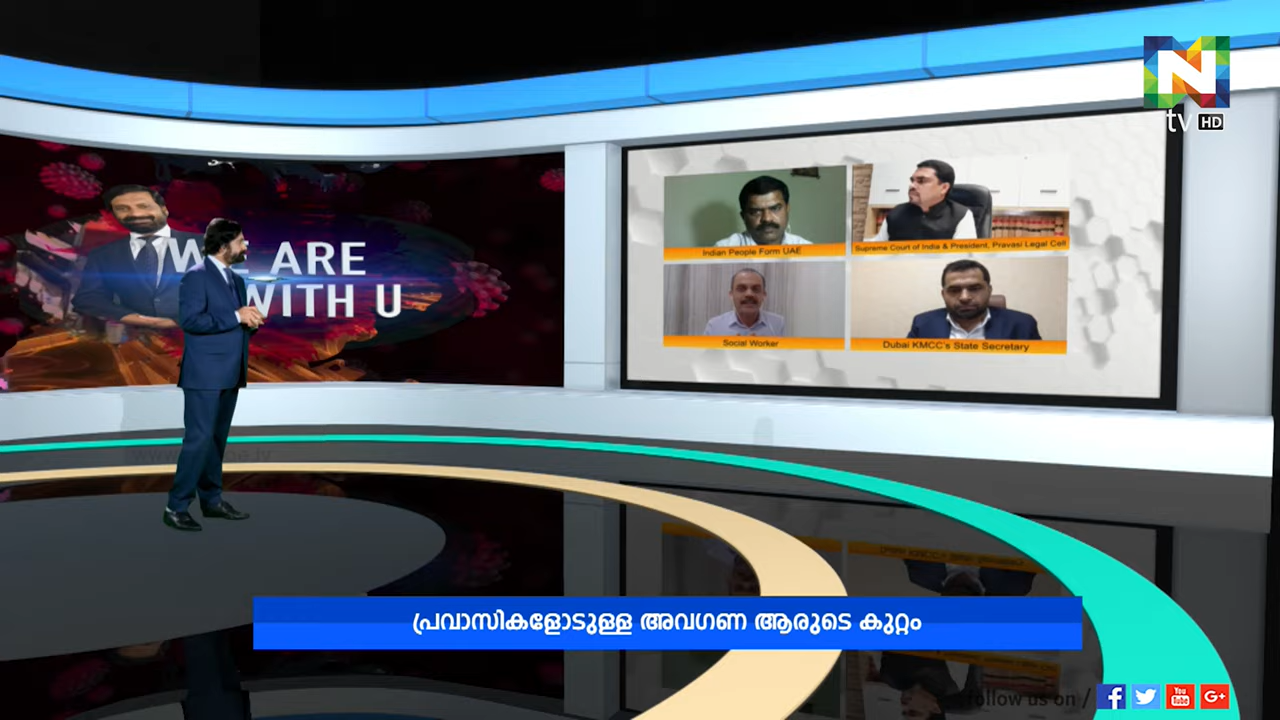 N
tv HD
WE ARE
WITH U
Indian People Form UAE
Supreme Court of India & President, Pravasi Legal Cell
Social Worker
Dubai KMCC's State Secretary
പ്രവാസികളോടുള്ള അവഗണ ആരുടെ കുറ്റം
follow us on /